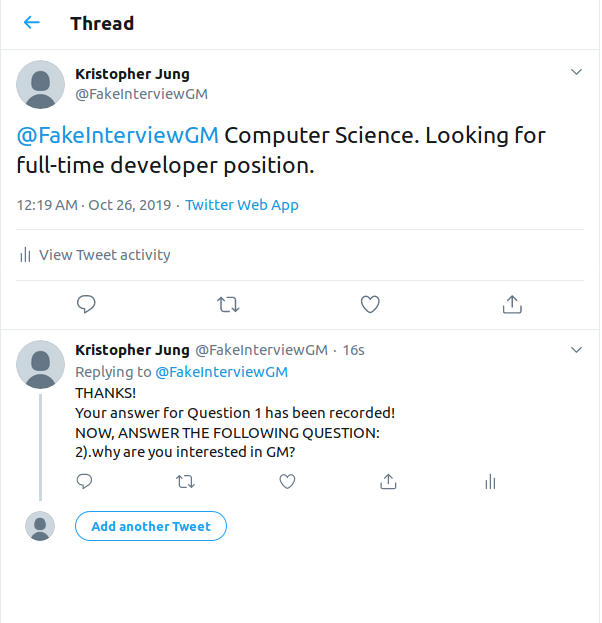 Thread
Kristopher Jung
@FakeInterviewGM
@FakeInterviewGM Computer Science. Looking for
full-time developer position.
12:19 AM · Oct 26, 2019 · Twitter Web App
View Tweet activity
Kristopher Jung @FakeInterviewGM · 16s
Replying to @FakeInterviewGM
THANKS!
Your answer for Question 1 has been recorded!
NOW, ANSWER THE FOLLOWING QUESTION:
2).why are you interested in GM?
Add another Tweet